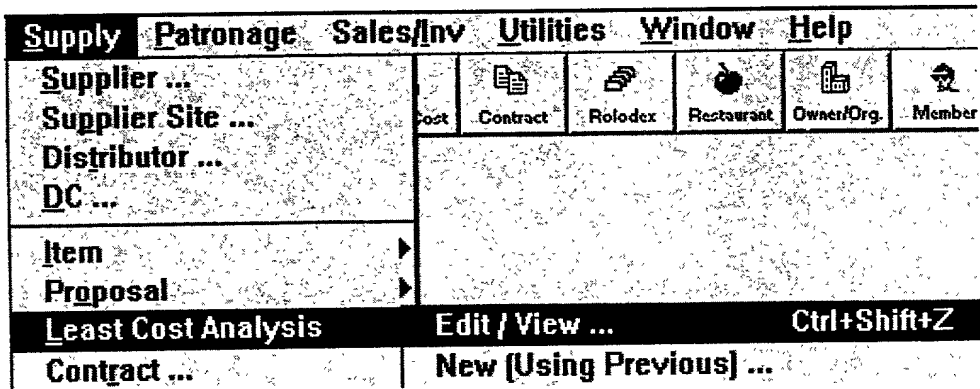 Supply Patronage Sales/Inv Utilities Window Help
Supplier ...
Supplier Site ...
Distributor ...
DC ...
Cost Contract Rolodex Restaurant Owner/Org. Member
Item
Proposal
Least Cost Analysis Edit / View ... Ctrl+Shift+Z
Contract ... New (Using Previous) ...